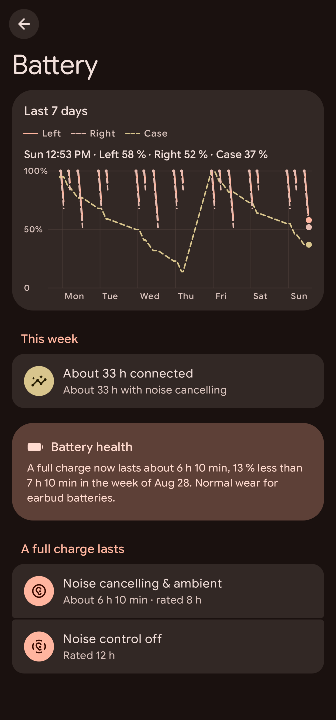 Battery
Last 7 days
Left Right Case
Sun 12:53 PM · Left 58 % · Right 52 % · Case 37 %
100%
50%
0
Mon Tue Wed Thu Fri Sat Sun
This week
About 33 h connected
About 33 h with noise cancelling
Battery health
A full charge now lasts about 6 h 10 min, 13 % less than
7 h 10 min in the week of Aug 28. Normal wear for
earbud batteries.
A full charge lasts
Noise cancelling & ambient
About 6 h 10 min · rated 8 h
Noise control off
Rated 12 h